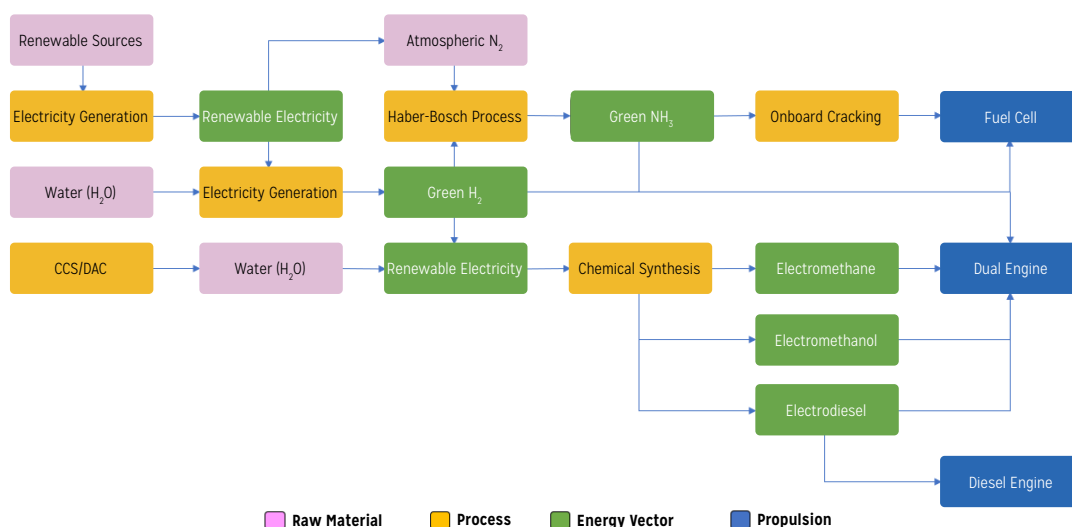 Renewable Sources
Atmospheric N₂
Electricity Generation
Renewable Electricity
Haber-Bosch Process
Green NH₃
Onboard Cracking
Fuel Cell
Water (H₂O)
Electricity Generation
Green H₂
CCS/DAC
Water (H₂O)
Renewable Electricity
Chemical Synthesis
Electromethane
Dual Engine
Electromethanol
Electrodiesel
Diesel Engine
Raw Material
Process
Energy Vector
Propulsion